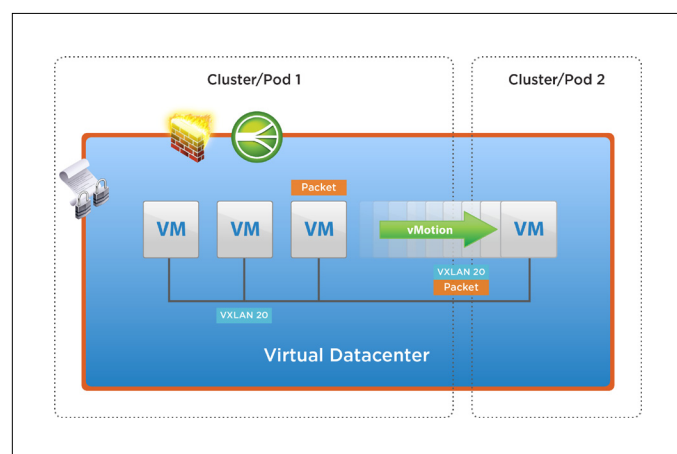 Cluster/Pod 1
Cluster/Pod 2
Packet
VM
VM
VM
vMotion
VM
VXLAN 20
Packet
VXLAN 20
Virtual Datacenter